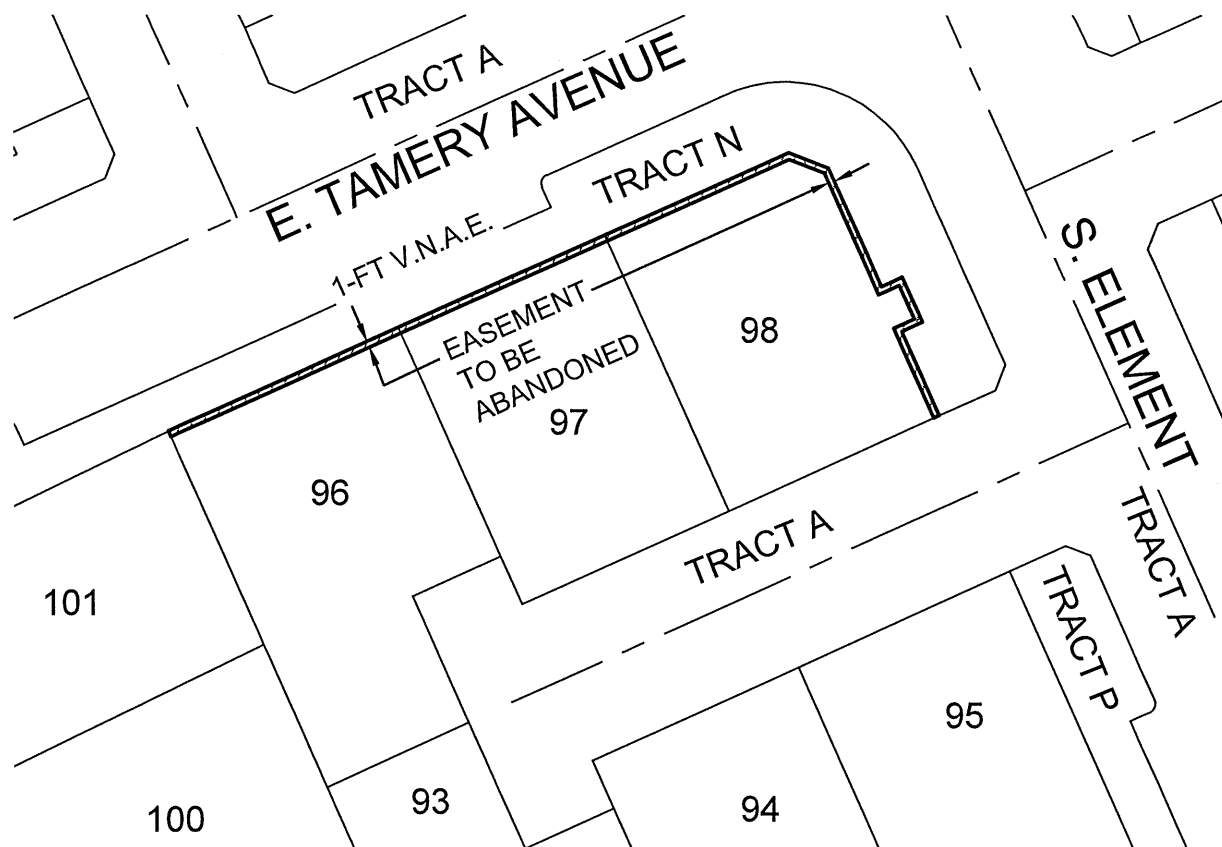 TRACT A
E. TAMERY AVENUE
TRACT N
1-FT V.N.A.E.
S. ELEMENT
EASEMENT
TO BE
ABANDONED
98
97
96
TRACT A
TRACT A
101
TRACT P
95
93
94
100